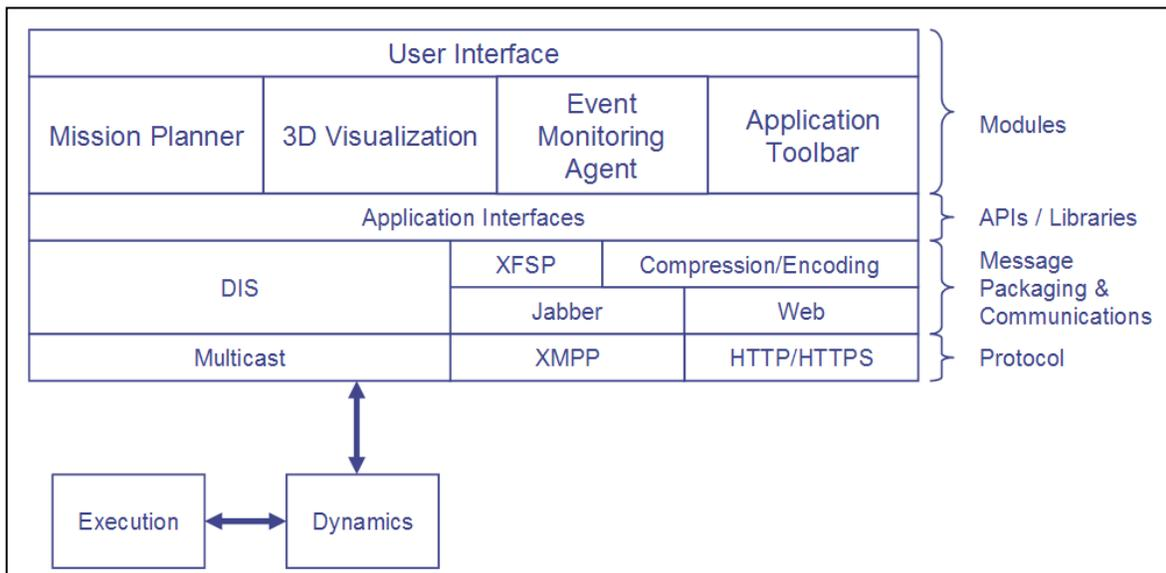 User Interface
Mission Planner
3D Visualization
Event
Monitoring
Agent
Application
Toolbar
Modules
Application Interfaces
APIs / Libraries
DIS
XFSP
Compression/Encoding
Jabber
Web
Message
Packaging &
Communications
Multicast
XMPP
HTTP/HTTPS
Protocol
Execution
Dynamics